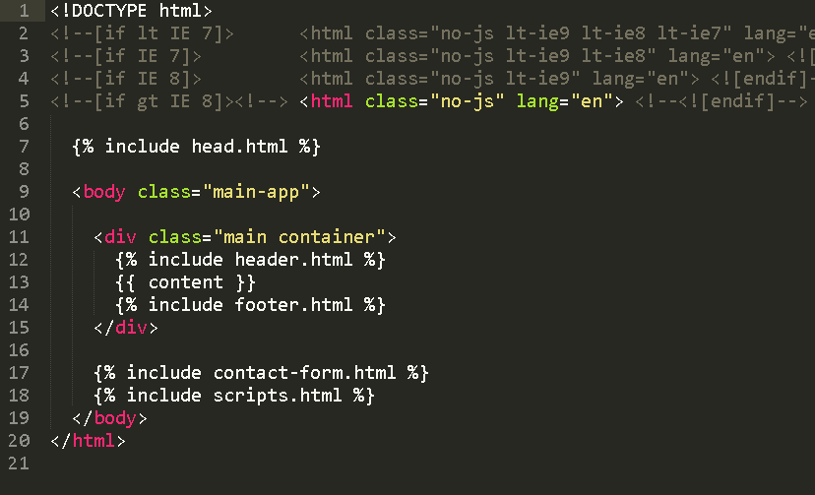 1 <!DOCTYPE html>
2 <!--[if lt IE 7]>      <html class="no-js lt-ie9 lt-ie8 lt-ie7" lang="e
3 <!--[if IE 7]>         <html class="no-js lt-ie9 lt-ie8" lang="en"> <![
4 <!--[if IE 8]>         <html class="no-js lt-ie9" lang="en"> <![endif]-
5 <!--[if gt IE 8]><!--> <html class="no-js" lang="en"> <!--<![endif]-->
6
7   {% include head.html %}
8
9   <body class="main-app">
10
11     <div class="main container">
12       {% include header.html %}
13       {{ content }}
14       {% include footer.html %}
15     </div>
16
17     {% include contact-form.html %}
18     {% include scripts.html %}
19   </body>
20 </html>
21